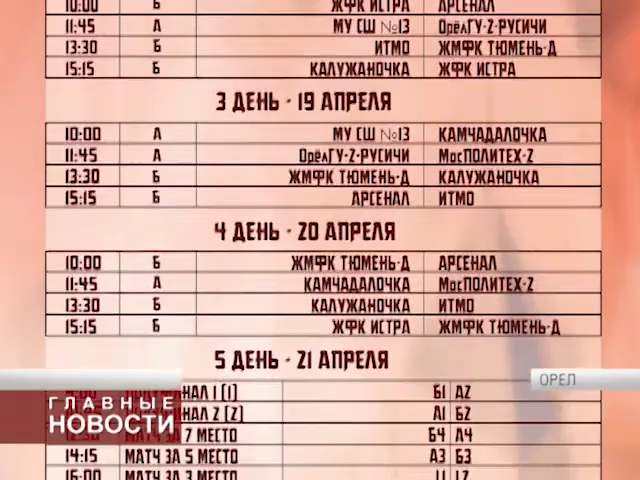 10:00 Б ЖФК ИСТРА АРСЕНАЛ
11:45 А МУ СШ №13 ОрёлГУ-Z-РУСИЧИ
13:30 Б ИТМО ЖМФК ТЮМЕНЬ-Д
15:15 Б КАЛУЖАНОЧКА ЖФК ИСТРА
3 ДЕНЬ - 19 АПРЕЛЯ
10:00 А МУ СШ №13 КАМЧАДАЛОЧКА
11:45 А ОрёлГУ-Z-РУСИЧИ МосПОЛИТЕХ-Z
13:30 Б ЖМФК ТЮМЕНЬ-Д КАЛУЖАНОЧКА
15:15 Б АРСЕНАЛ ИТМО
4 ДЕНЬ - 20 АПРЕЛЯ
10:00 Б ЖМФК ТЮМЕНЬ-Д АРСЕНАЛ
11:45 А КАМЧАДАЛОЧКА МосПОЛИТЕХ-Z
13:30 Б КАЛУЖАНОЧКА ИТМО
15:15 Б ЖФК ИСТРА ЖМФК ТЮМЕНЬ-Д
5 ДЕНЬ - 21 АПРЕЛЯ
ОРЕЛ
1 (1) Б1 А2
2 (2) А1 Б2
7 МЕСТО Б4 А4
14:15 МАТЧ ЗА 5 МЕСТО А3 Б3
16:00 МАТЧ ЗА 3 МЕСТО
ГЛАВНЫЕ
НОВОСТИ